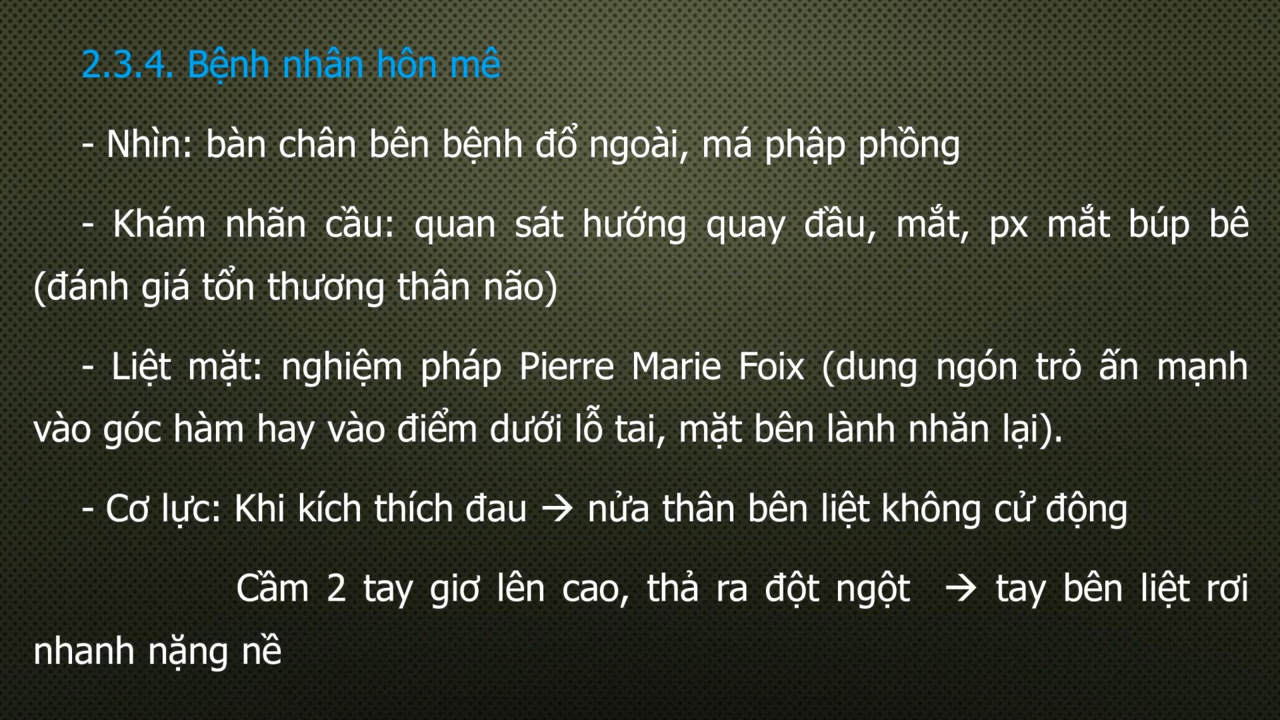 2.3.4. Bệnh nhân hôn mê
- Nhìn: bàn chân bên bệnh đổ ngoài, má phập phồng
- Khám nhãn cầu: quan sát hướng quay đầu, mắt, px mắt búp bê
(đánh giá tổn thương thân não)
- Liệt mặt: nghiệm pháp Pierre Marie Foix (dung ngón trỏ ấn mạnh
vào góc hàm hay vào điểm dưới lỗ tai, mặt bên lành nhăn lại).
- Cơ lực: Khi kích thích đau → nửa thân bên liệt không cử động
Cầm 2 tay giơ lên cao, thả ra đột ngột → tay bên liệt rơi
nhanh nặng nề